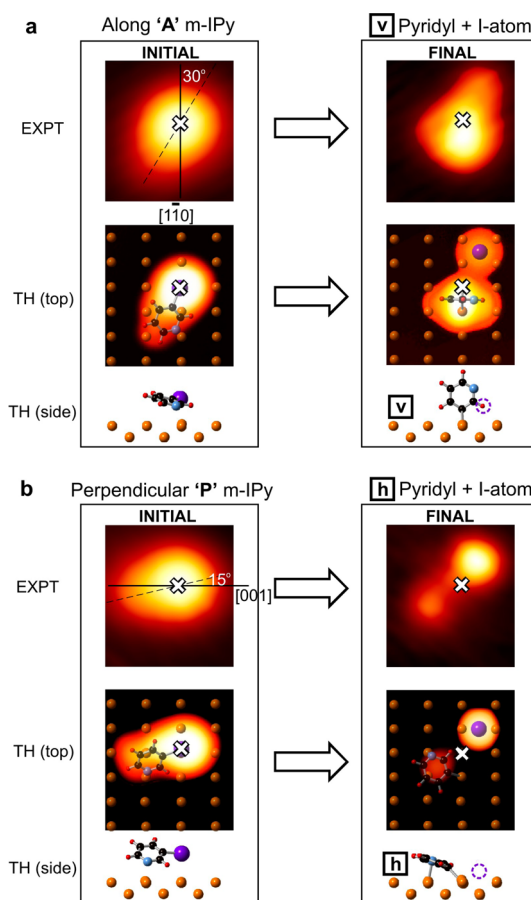 a
Along 'A' m-IPy
v Pyridyl + I-atom
INITIAL
FINAL
EXPT
30°
[1̄10]
TH (top)
TH (side)
v
b
Perpendicular 'P' m-IPy
h Pyridyl + I-atom
INITIAL
FINAL
EXPT
15°
[001]
TH (top)
TH (side)
h